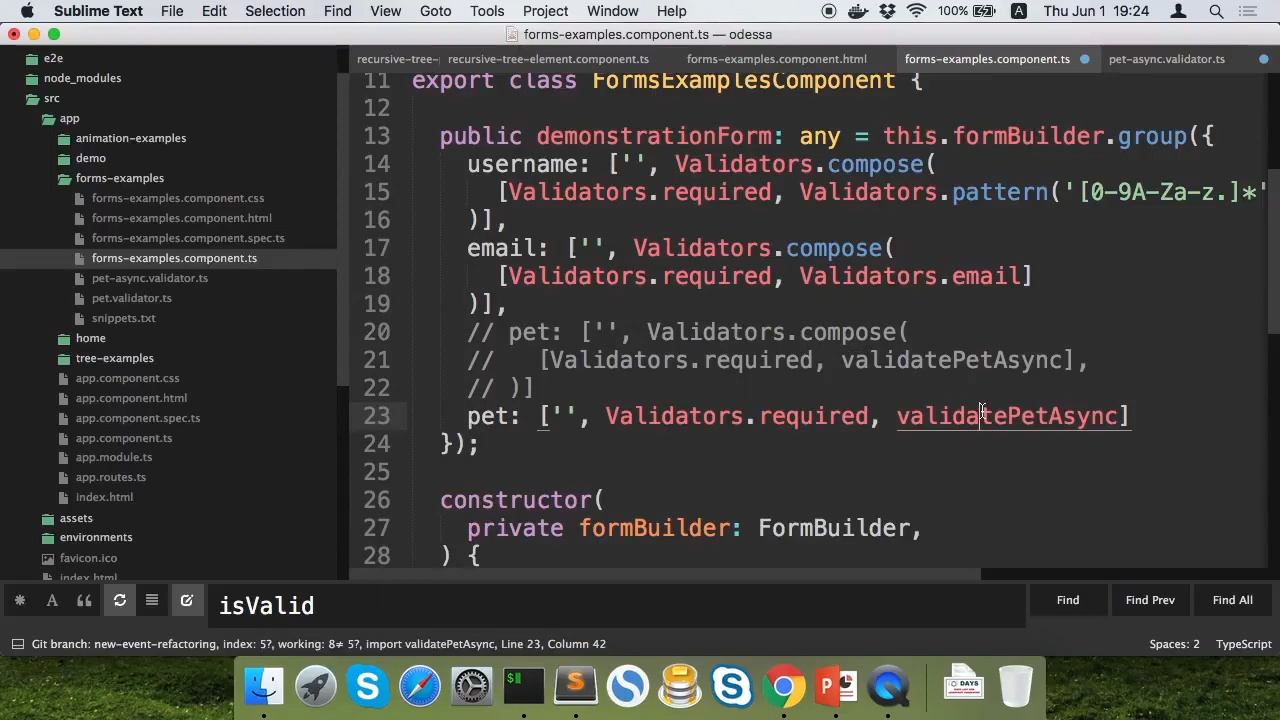 Sublime Text File Edit Selection Find View Goto Tools Project Window Help 100% A Thu Jun 1 19:24
forms-examples.component.ts — odessa
recursive-tree- recursive-tree-element.component.ts forms-examples.component.html forms-examples.component.ts pet-async.validator.ts
e2e
node_modules
src
app
animation-examples
demo
forms-examples
forms-examples.component.css
forms-examples.component.html
forms-examples.component.spec.ts
forms-examples.component.ts
pet-async.validator.ts
pet.validator.ts
snippets.txt
home
tree-examples
app.component.css
app.component.html
app.component.spec.ts
app.component.ts
app.module.ts
app.routes.ts
index.html
assets
environments
favicon.ico
index.html
11 export class FormsExamplesComponent {
12
13 public demonstrationForm: any = this.formBuilder.group({
14 username: ['', Validators.compose(
15 [Validators.required, Validators.pattern('[0-9A-Za-z.]*'
16 )],
17 email: ['', Validators.compose(
18 [Validators.required, Validators.email]
19 )],
20 // pet: ['', Validators.compose(
21 // [Validators.required, validatePetAsync],
22 // )]
23 pet: ['', Validators.required, validatePetAsync]
24 });
25
26 constructor(
27 private formBuilder: FormBuilder,
28 ) {
isValid
Find Find Prev Find All
Git branch: new-event-refactoring, index: 5?, working: 8≠ 5?, import validatePetAsync, Line 23, Column 42 Spaces: 2 TypeScript